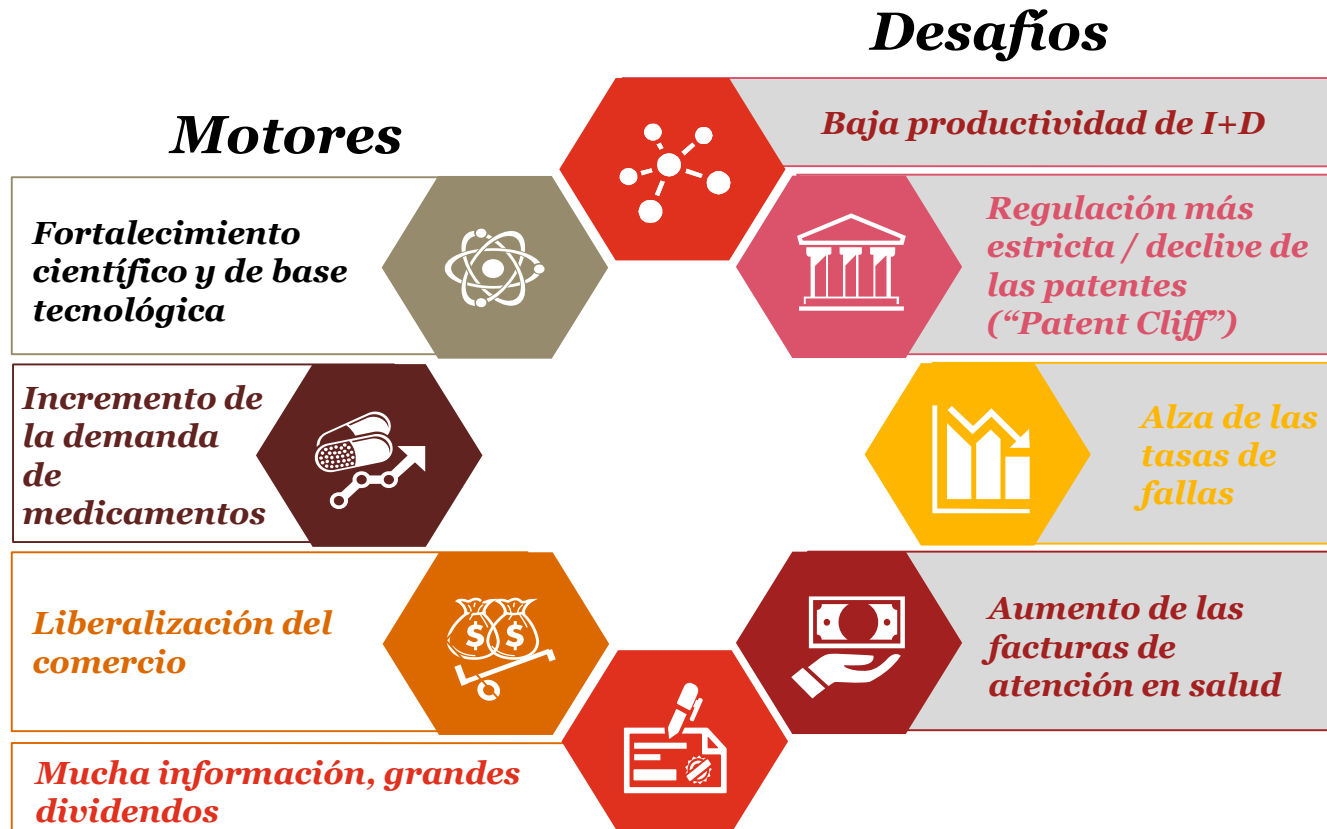 Motores
Fortalecimiento
científico y de base
tecnológica
Incremento de
la demanda
de
medicamentos
Liberalización del
comercio
$ $
Mucha información, grandes
dividendos
Desafíos
Baja productividad de I+D
Regulación más
estricta / declive de
las patentes
(“Patent Cliff”)
Alza de las
tasas de
fallas
Aumento de las
facturas de
atención en salud